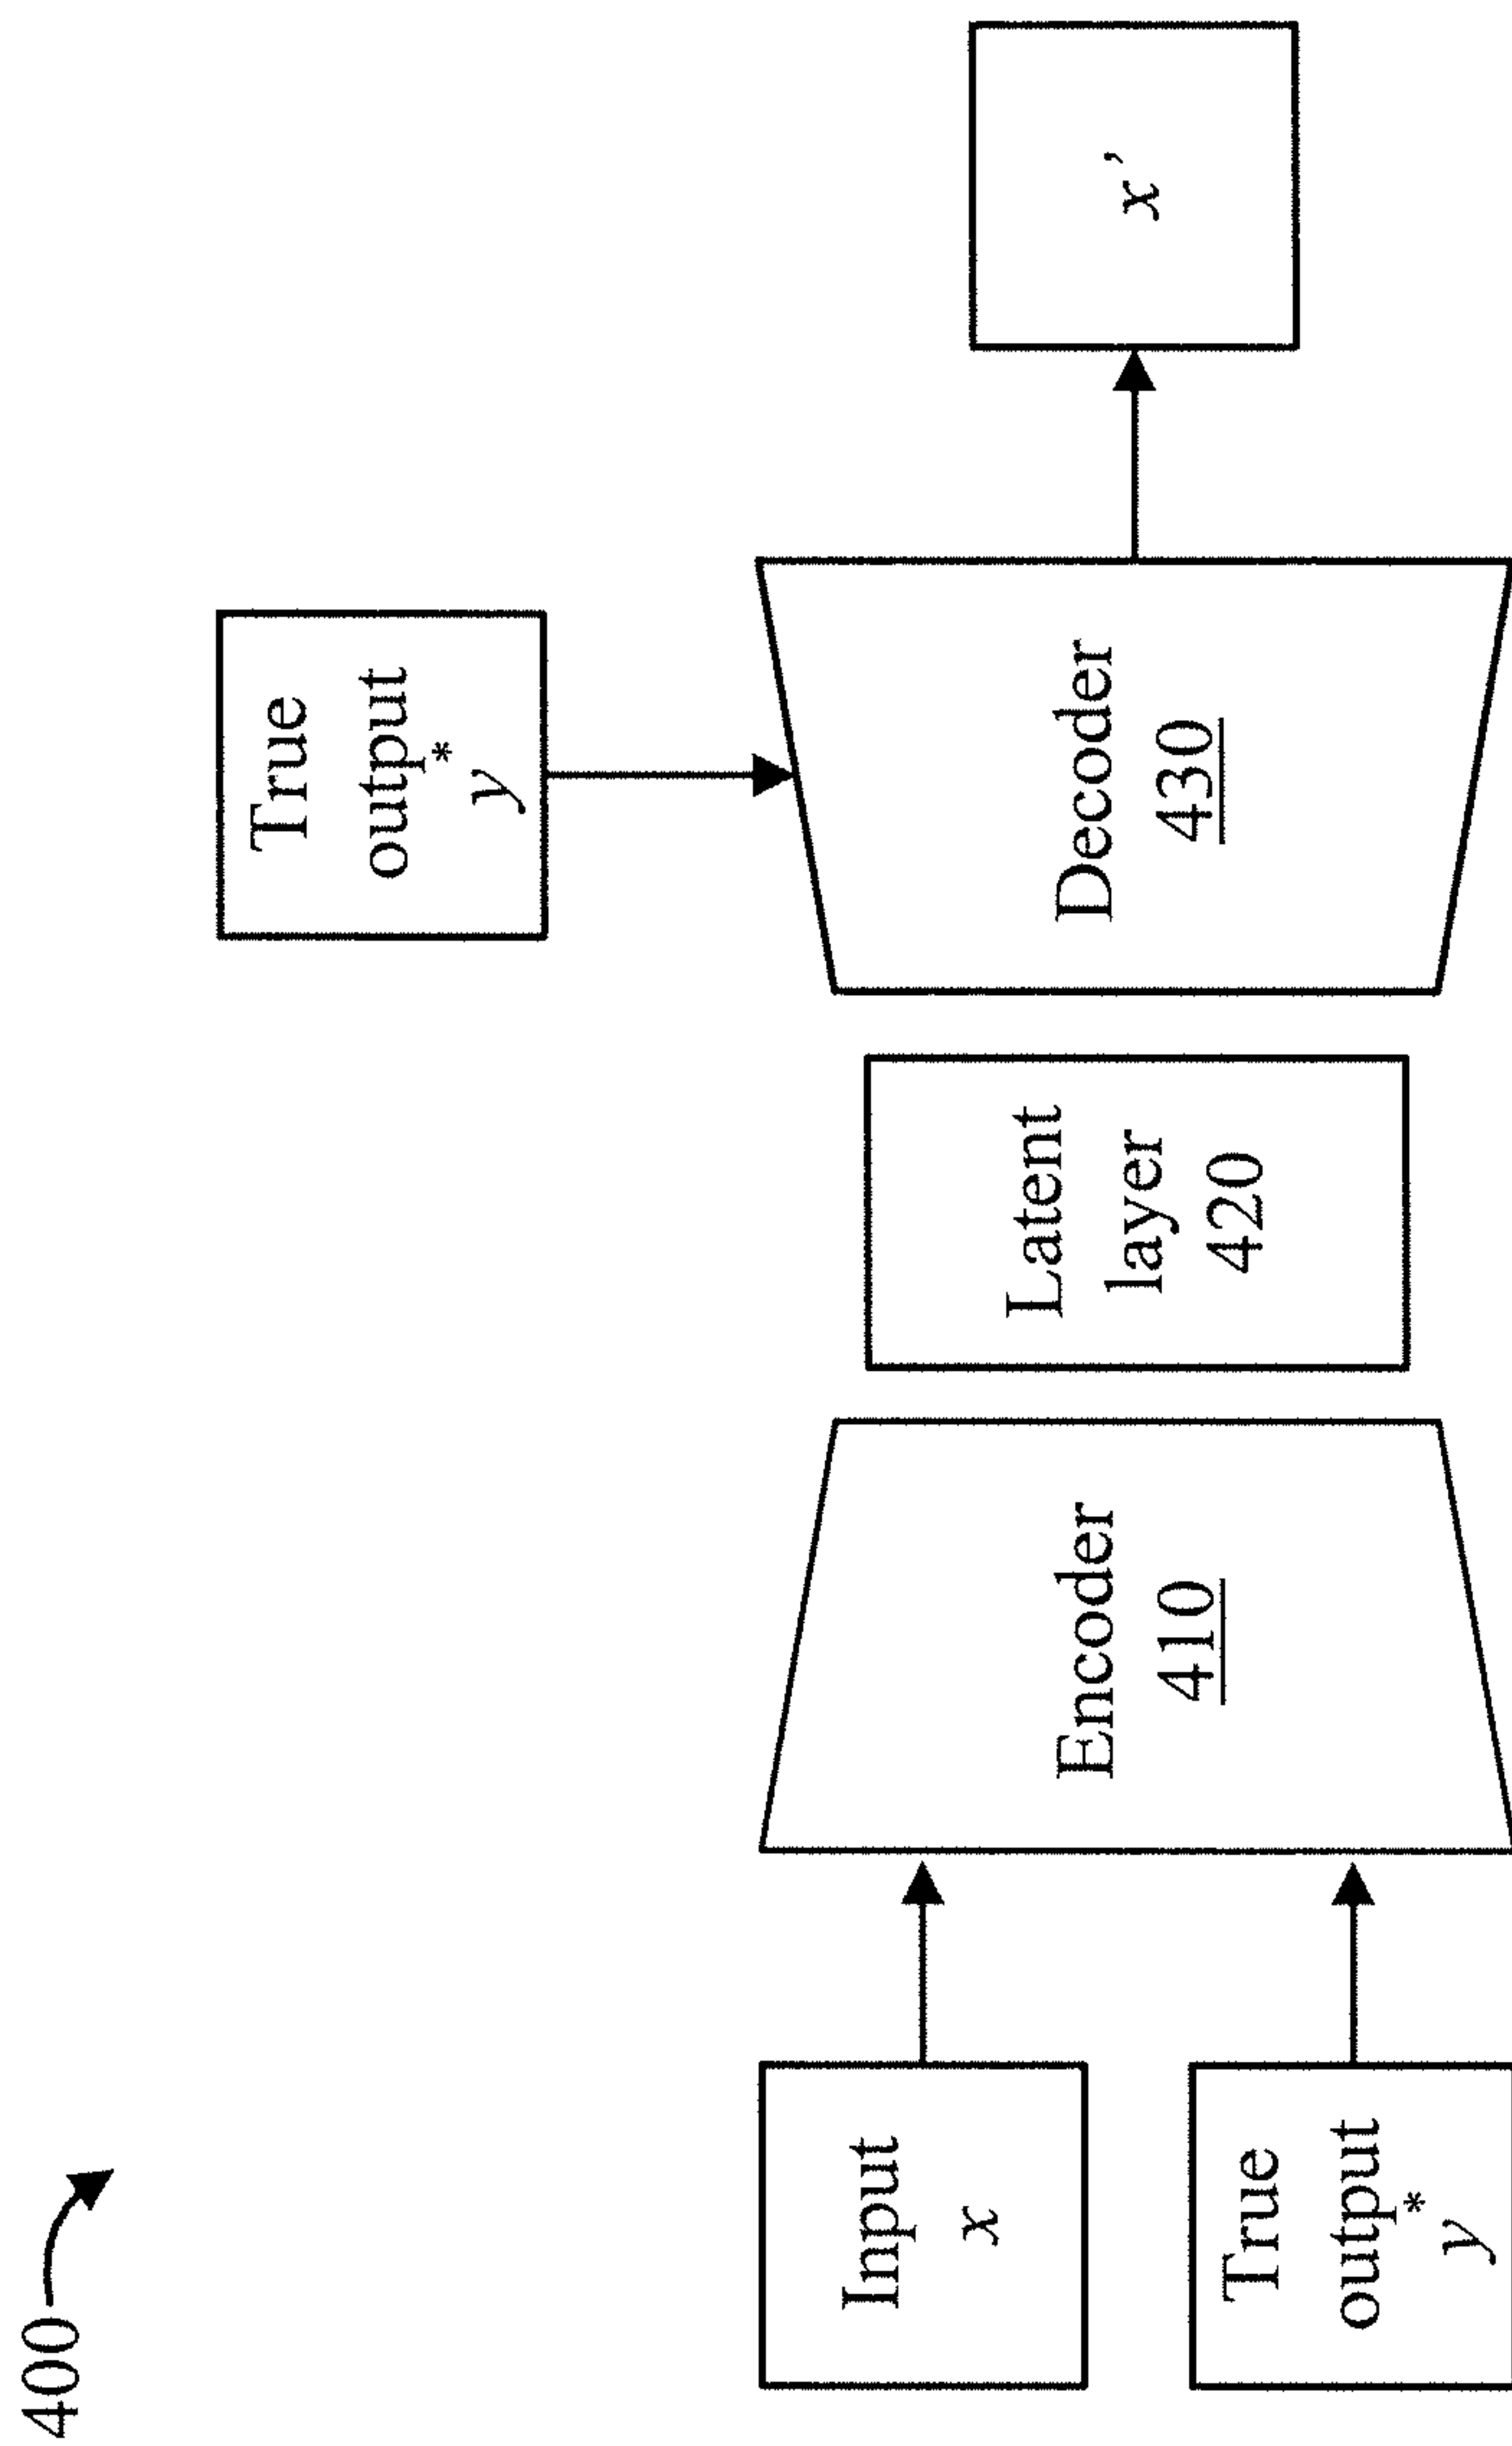 400
Input
x
True
output
y*
Encoder
410
Latent
layer
420
True
output
y*
Decoder
430
x'